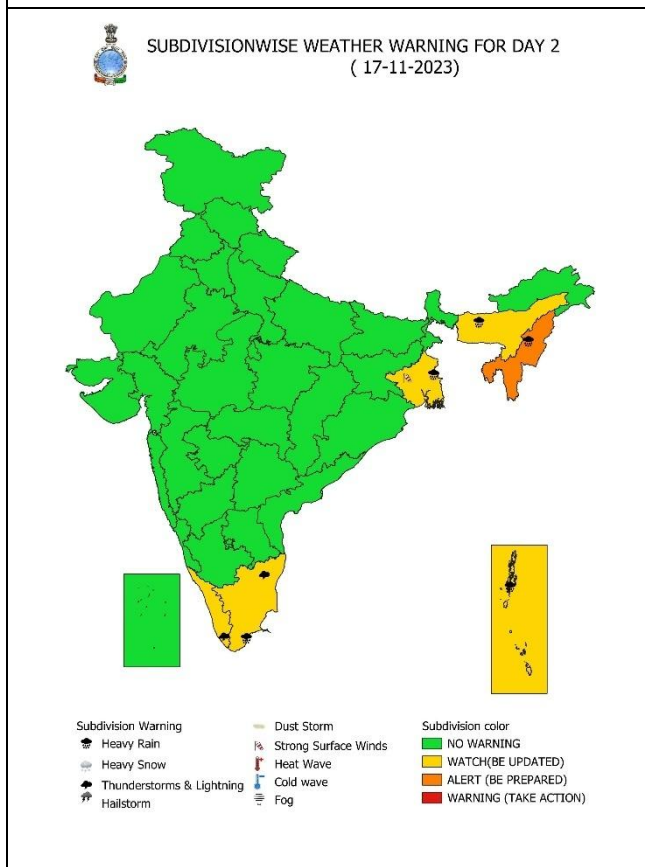 SUBDIVISIONWISE WEATHER WARNING FOR DAY 2
( 17-11-2023)
Subdivision Warning
Heavy Rain
Heavy Snow
Thunderstorms & Lightning
Hailstorm
Dust Storm
Strong Surface Winds
Heat Wave
Cold wave
Fog
Subdivision color
NO WARNING
WATCH(BE UPDATED)
ALERT (BE PREPARED)
WARNING (TAKE ACTION)